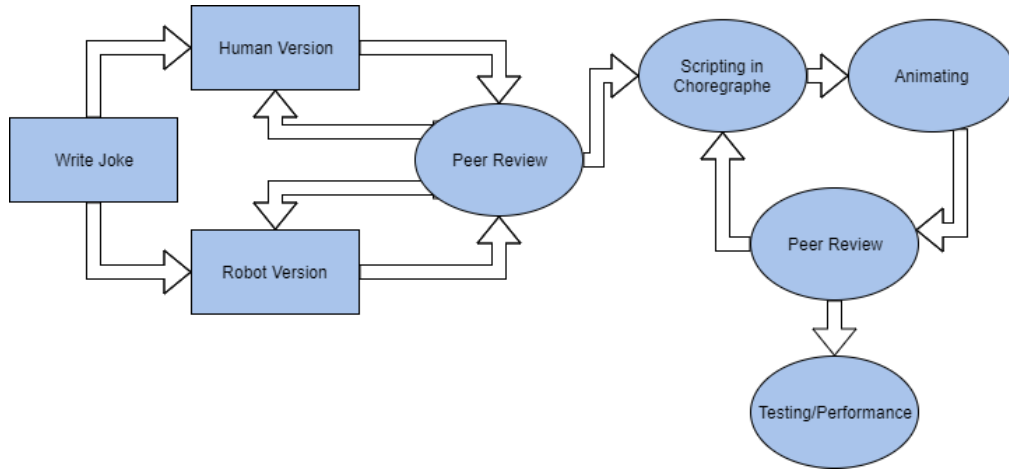 Write Joke
Human Version
Robot Version
Peer Review
Scripting in
Choregraphe
Animating
Peer Review
Testing/Performance